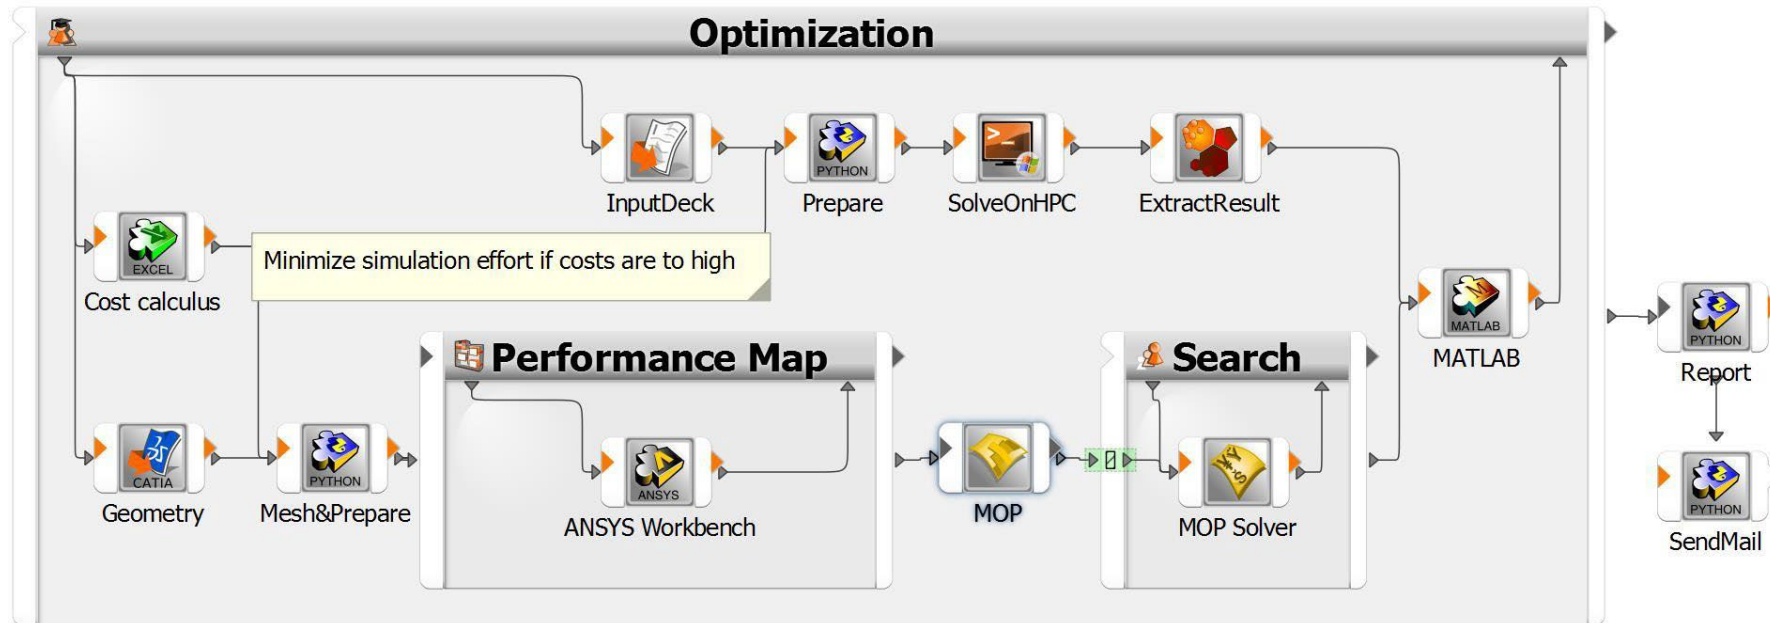 Optimization
InputDeck
PYTHON
Prepare
SolveOnHPC
ExtractResult
EXCEL
Cost calculus
Minimize simulation effort if costs are to high
MATLAB
MATLAB
PYTHON
Report
Performance Map
Search
CATIA
Geometry
PYTHON
Mesh&Prepare
ANSYS
ANSYS Workbench
MOP
MOP Solver
PYTHON
SendMail